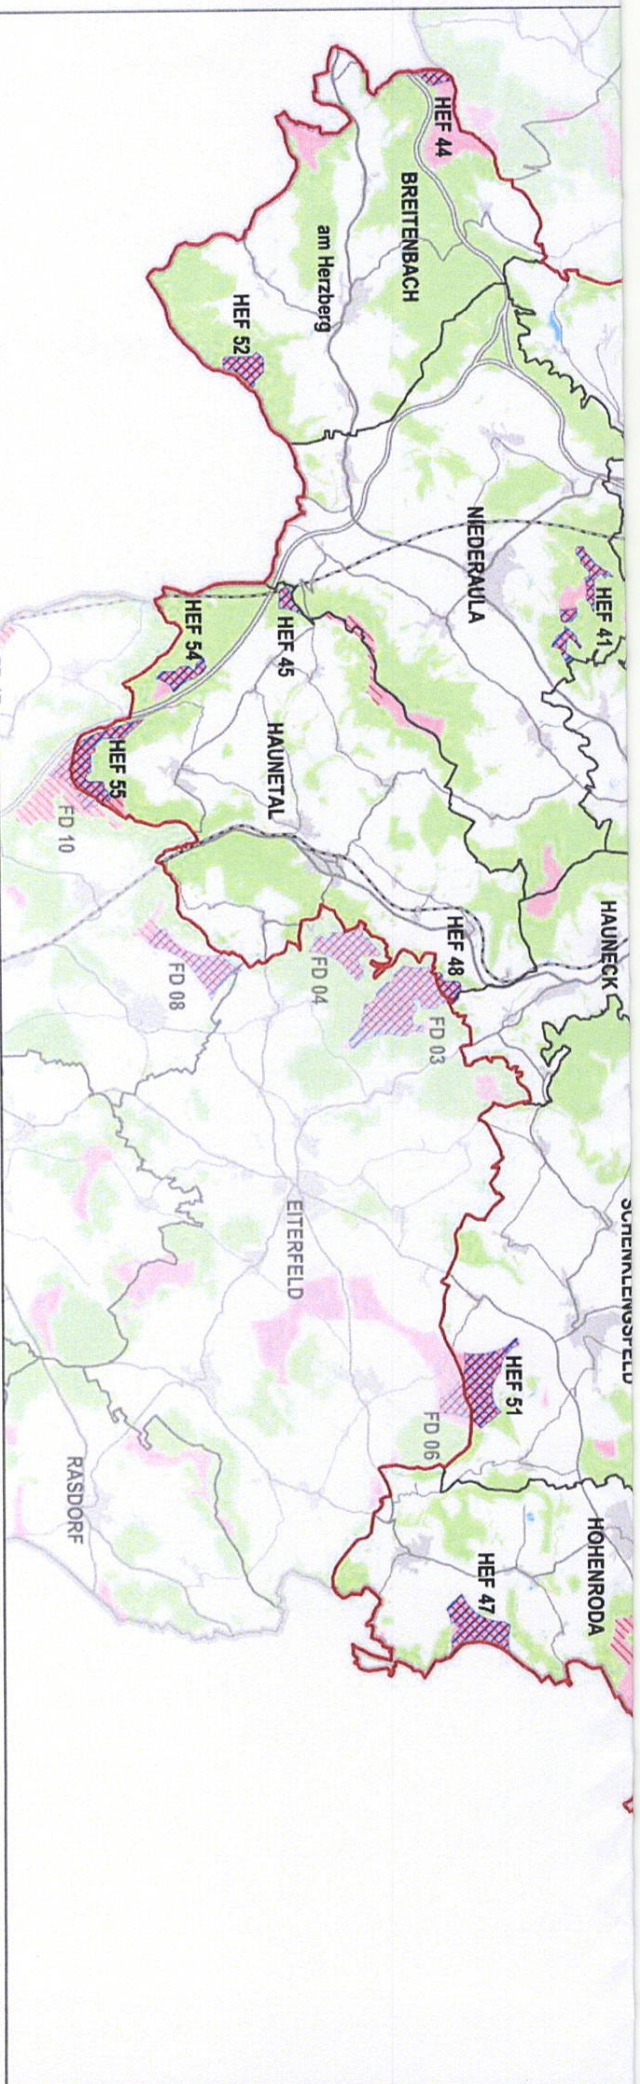 HEF 44
BREITENBACH
am Herzberg
HEF 52
NIEDERAULA
HEF 41
HEF 45
HEF 54
HAUNETAL
HEF 55
FD 10
HAUNECK
HEF 48
FD 04
FD 08
FD 03
SCHENKLENGSFELD
EITERFELD
HEF 51
FD 06
RASDORF
HOHENRODA
HEF 47